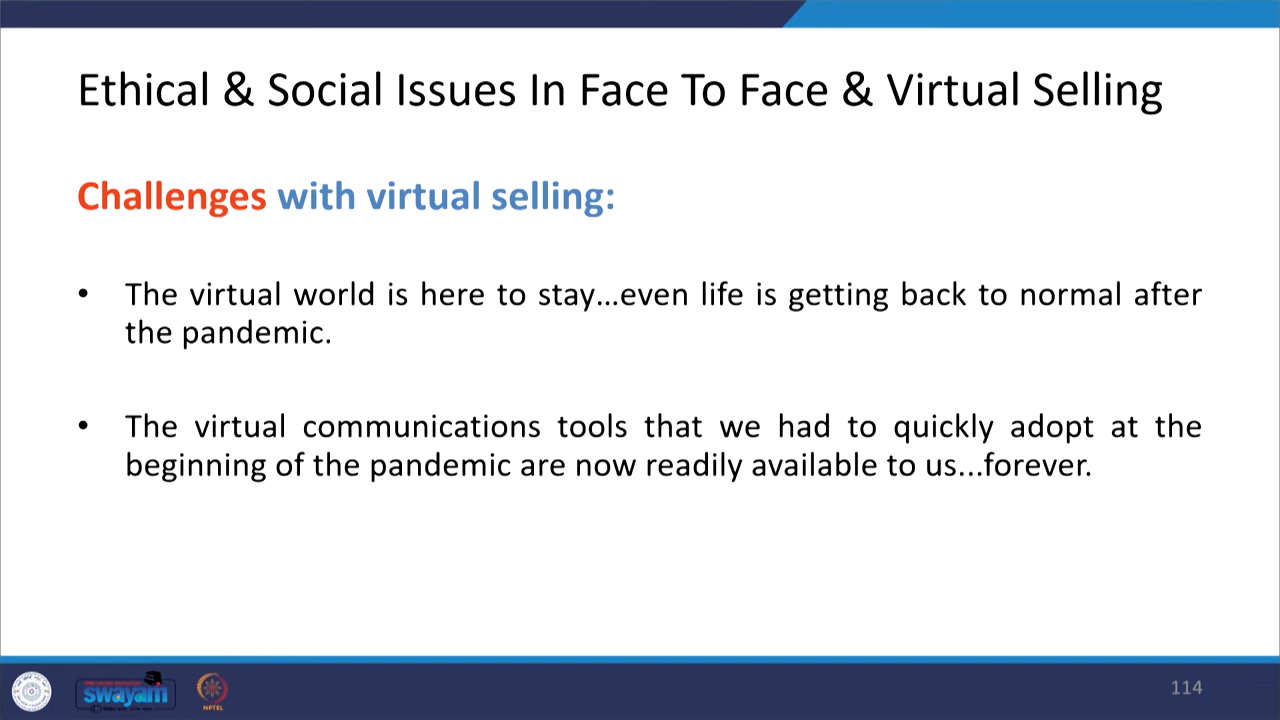 Ethical & Social Issues In Face To Face & Virtual Selling
Challenges with virtual selling:
• The virtual world is here to stay...even life is getting back to normal after
the pandemic.
• The virtual communications tools that we had to quickly adopt at the
beginning of the pandemic are now readily available to us...forever.
swayam
NPTEL
114